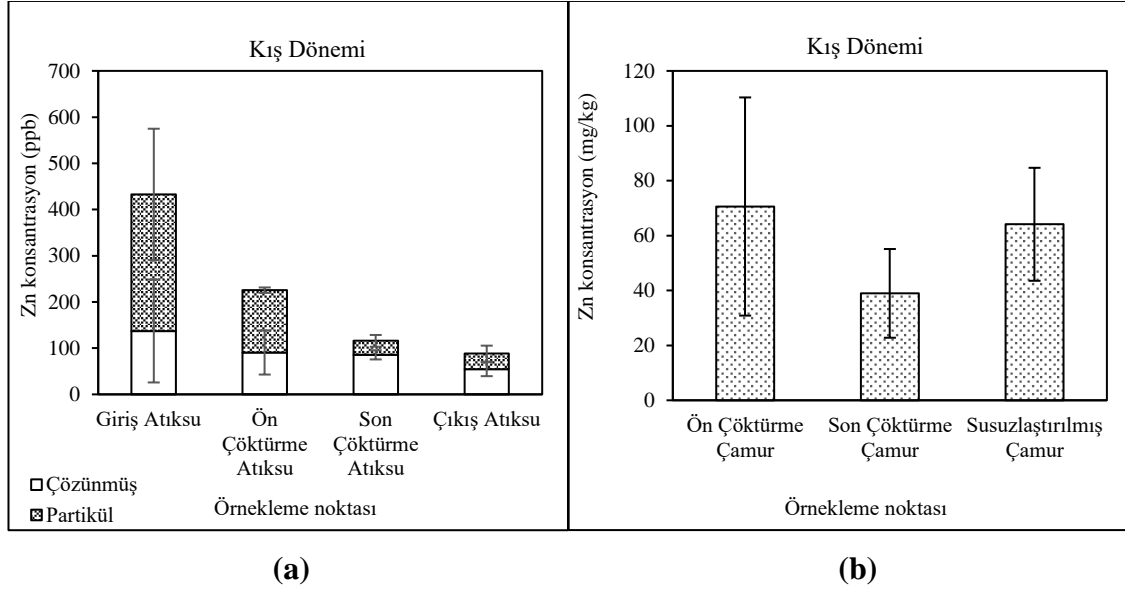 Kış Dönemi
Zn konsantrasyon (ppb)
700
600
500
400
300
200
100
0
Giriş Atıksu
Ön
Çöktürme
Atıksu
Son
Çöktürme
Atıksu
Çıkış Atıksu
Çözünmüş
Partikül
Örnekleme noktası
(a)
Kış Dönemi
Zn konsantrasyon (mg/kg)
120
100
80
60
40
20
0
Ön Çöktürme
Çamur
Son Çöktürme
Çamur
Susuzlaştırılmış
Çamur
Örnekleme noktası
(b)